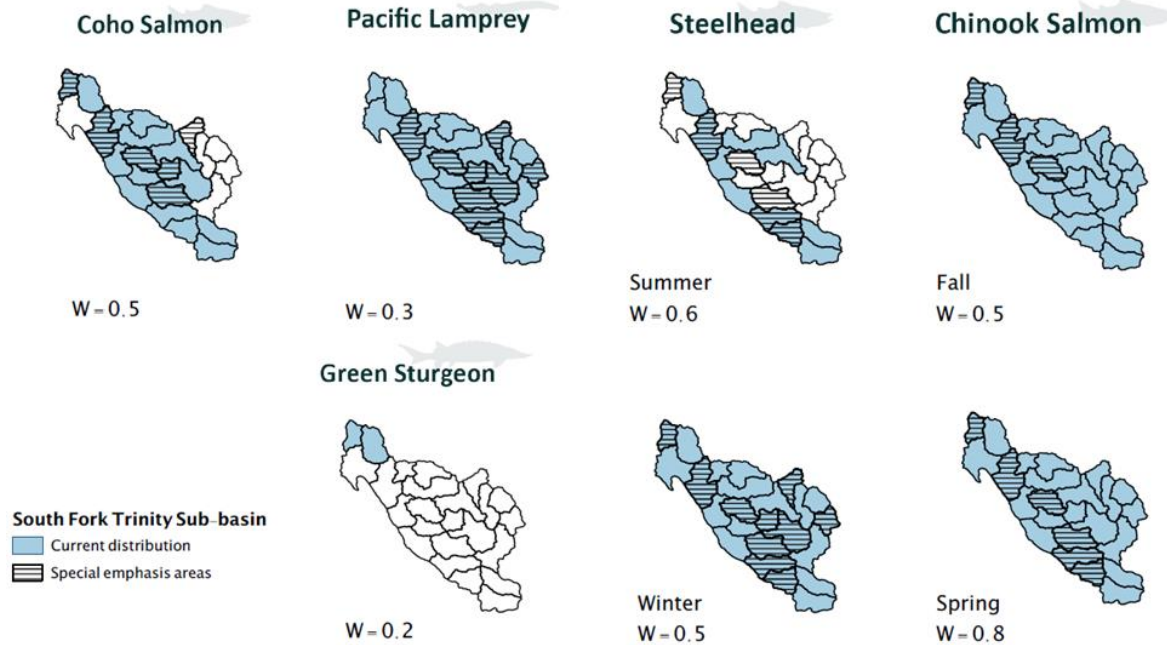 Coho Salmon
Pacific Lamprey
Steelhead
Chinook Salmon
W = 0.5
W = 0.3
Summer
W = 0.6
Fall
W = 0.5
Green Sturgeon
South Fork Trinity Sub-basin
Current distribution
Special emphasis areas
W = 0.2
Winter
W = 0.5
Spring
W = 0.8